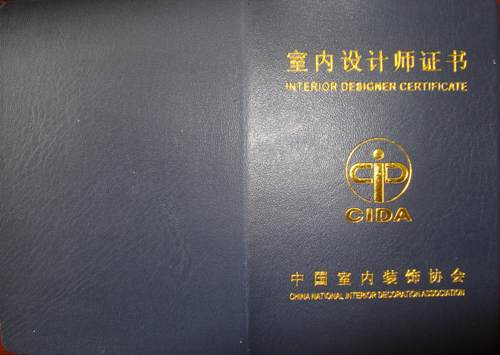 室内设计师证书
INTERIOR DESIGNER CERTIFICATE
CIDA
中国室内装饰协会
CHINA NATIONAL INTERIOR DECORATION ASSOCIATION